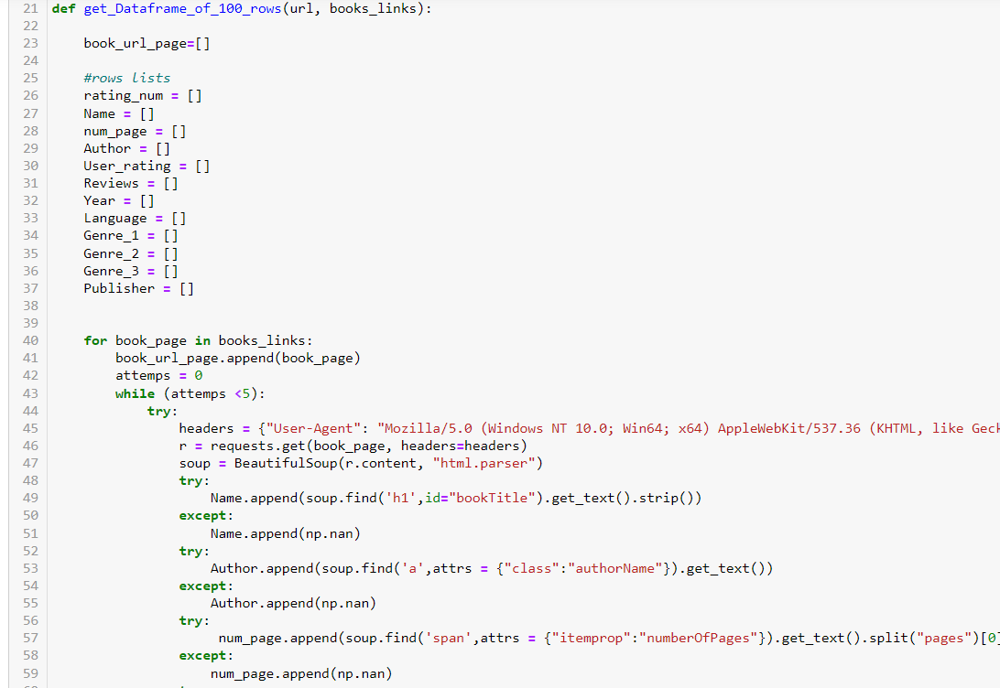 21 def get_Dataframe_of_100_rows(url, books_links):
22
23     book_url_page=[]
24
25     #rows lists
26     rating_num = []
27     Name = []
28     num_page = []
29     Author = []
30     User_rating = []
31     Reviews = []
32     Year = []
33     Language = []
34     Genre_1 = []
35     Genre_2 = []
36     Genre_3 = []
37     Publisher = []
38
39
40     for book_page in books_links:
41         book_url_page.append(book_page)
42         attemps = 0
43         while (attemps <5):
44             try:
45                 headers = {"User-Agent": "Mozilla/5.0 (Windows NT 10.0; Win64; x64) AppleWebKit/537.36 (KHTML, like Geck
46                 r = requests.get(book_page, headers=headers)
47                 soup = BeautifulSoup(r.content, "html.parser")
48                 try:
49                     Name.append(soup.find('h1',id="bookTitle").get_text().strip())
50                 except:
51                     Name.append(np.nan)
52                 try:
53                     Author.append(soup.find('a',attrs = {"class":"authorName"}).get_text())
54                 except:
55                     Author.append(np.nan)
56                 try:
57                      num_page.append(soup.find('span',attrs = {"itemprop":"numberOfPages"}).get_text().split("pages")[0]
58                 except:
59                     num_page.append(np.nan)